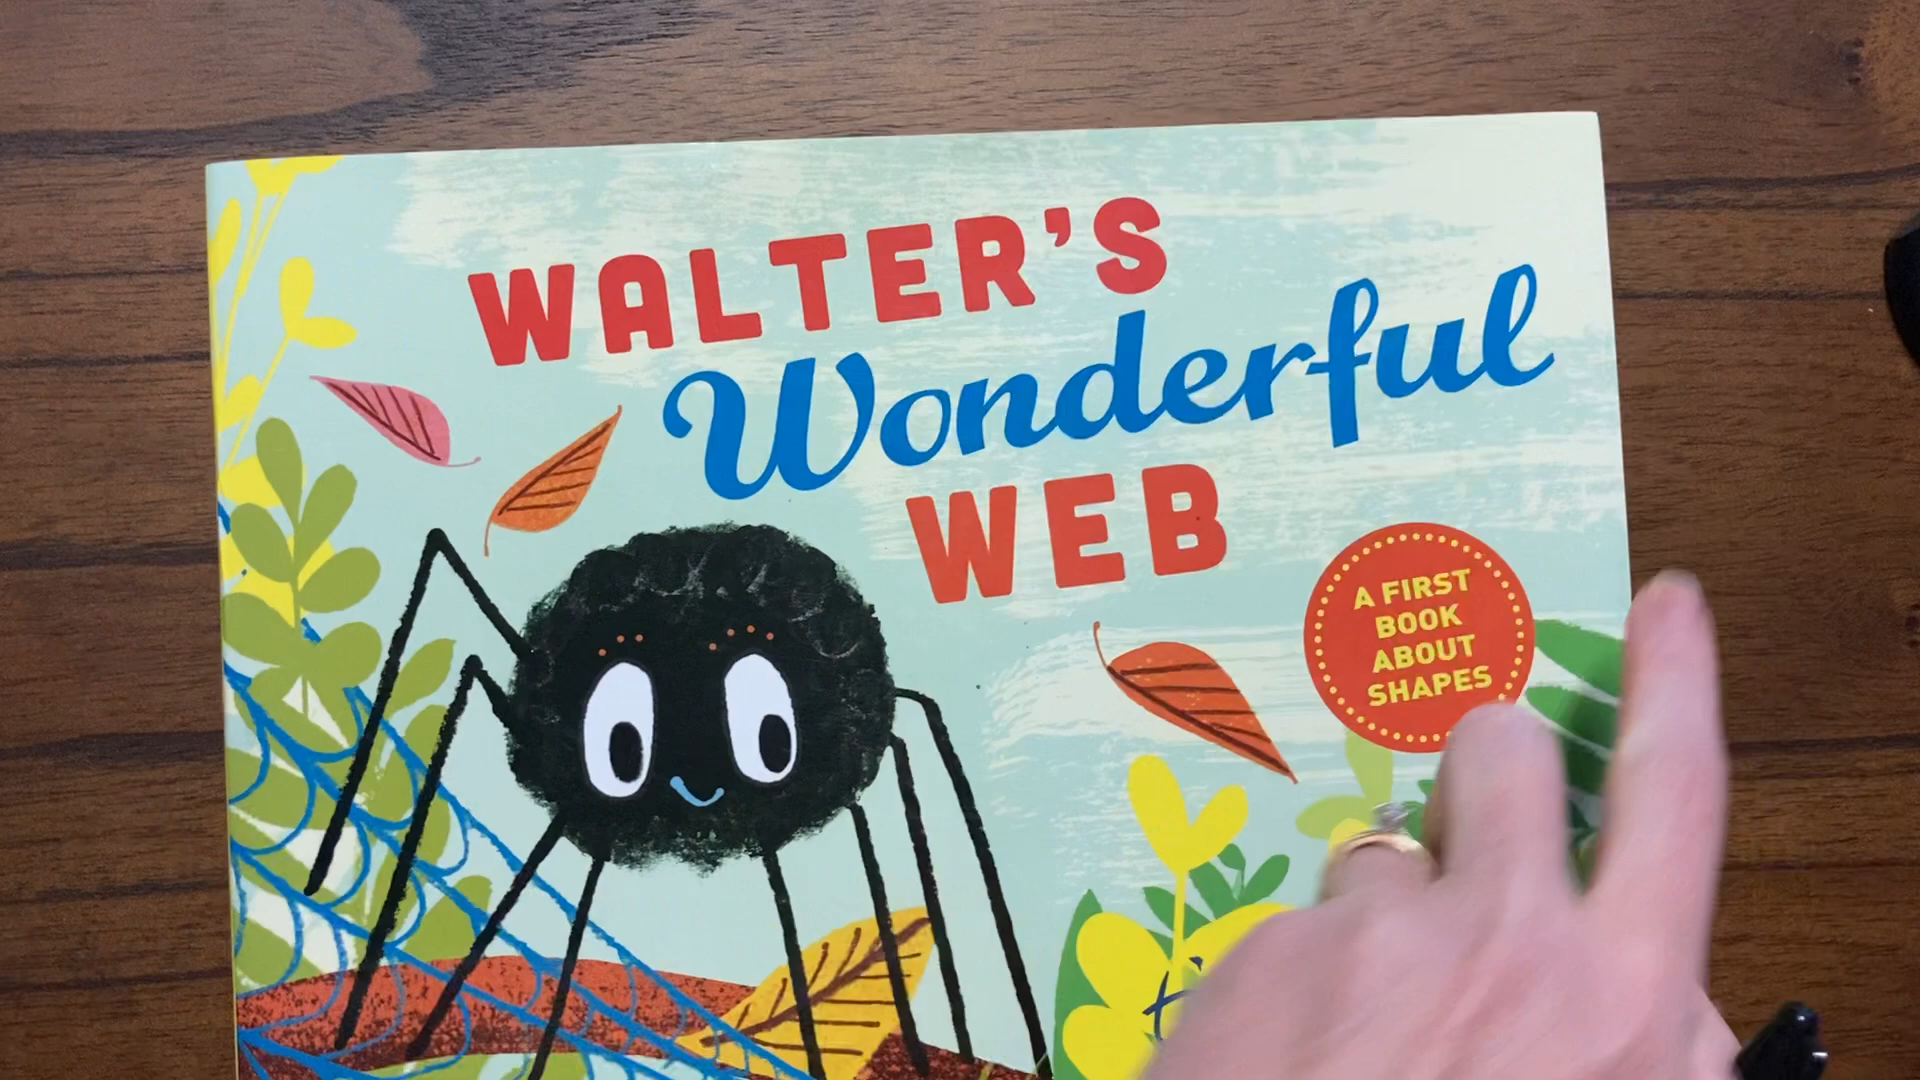 WALTER'S
Wonderful
WEB
A FIRST
BOOK
ABOUT
SHAPES